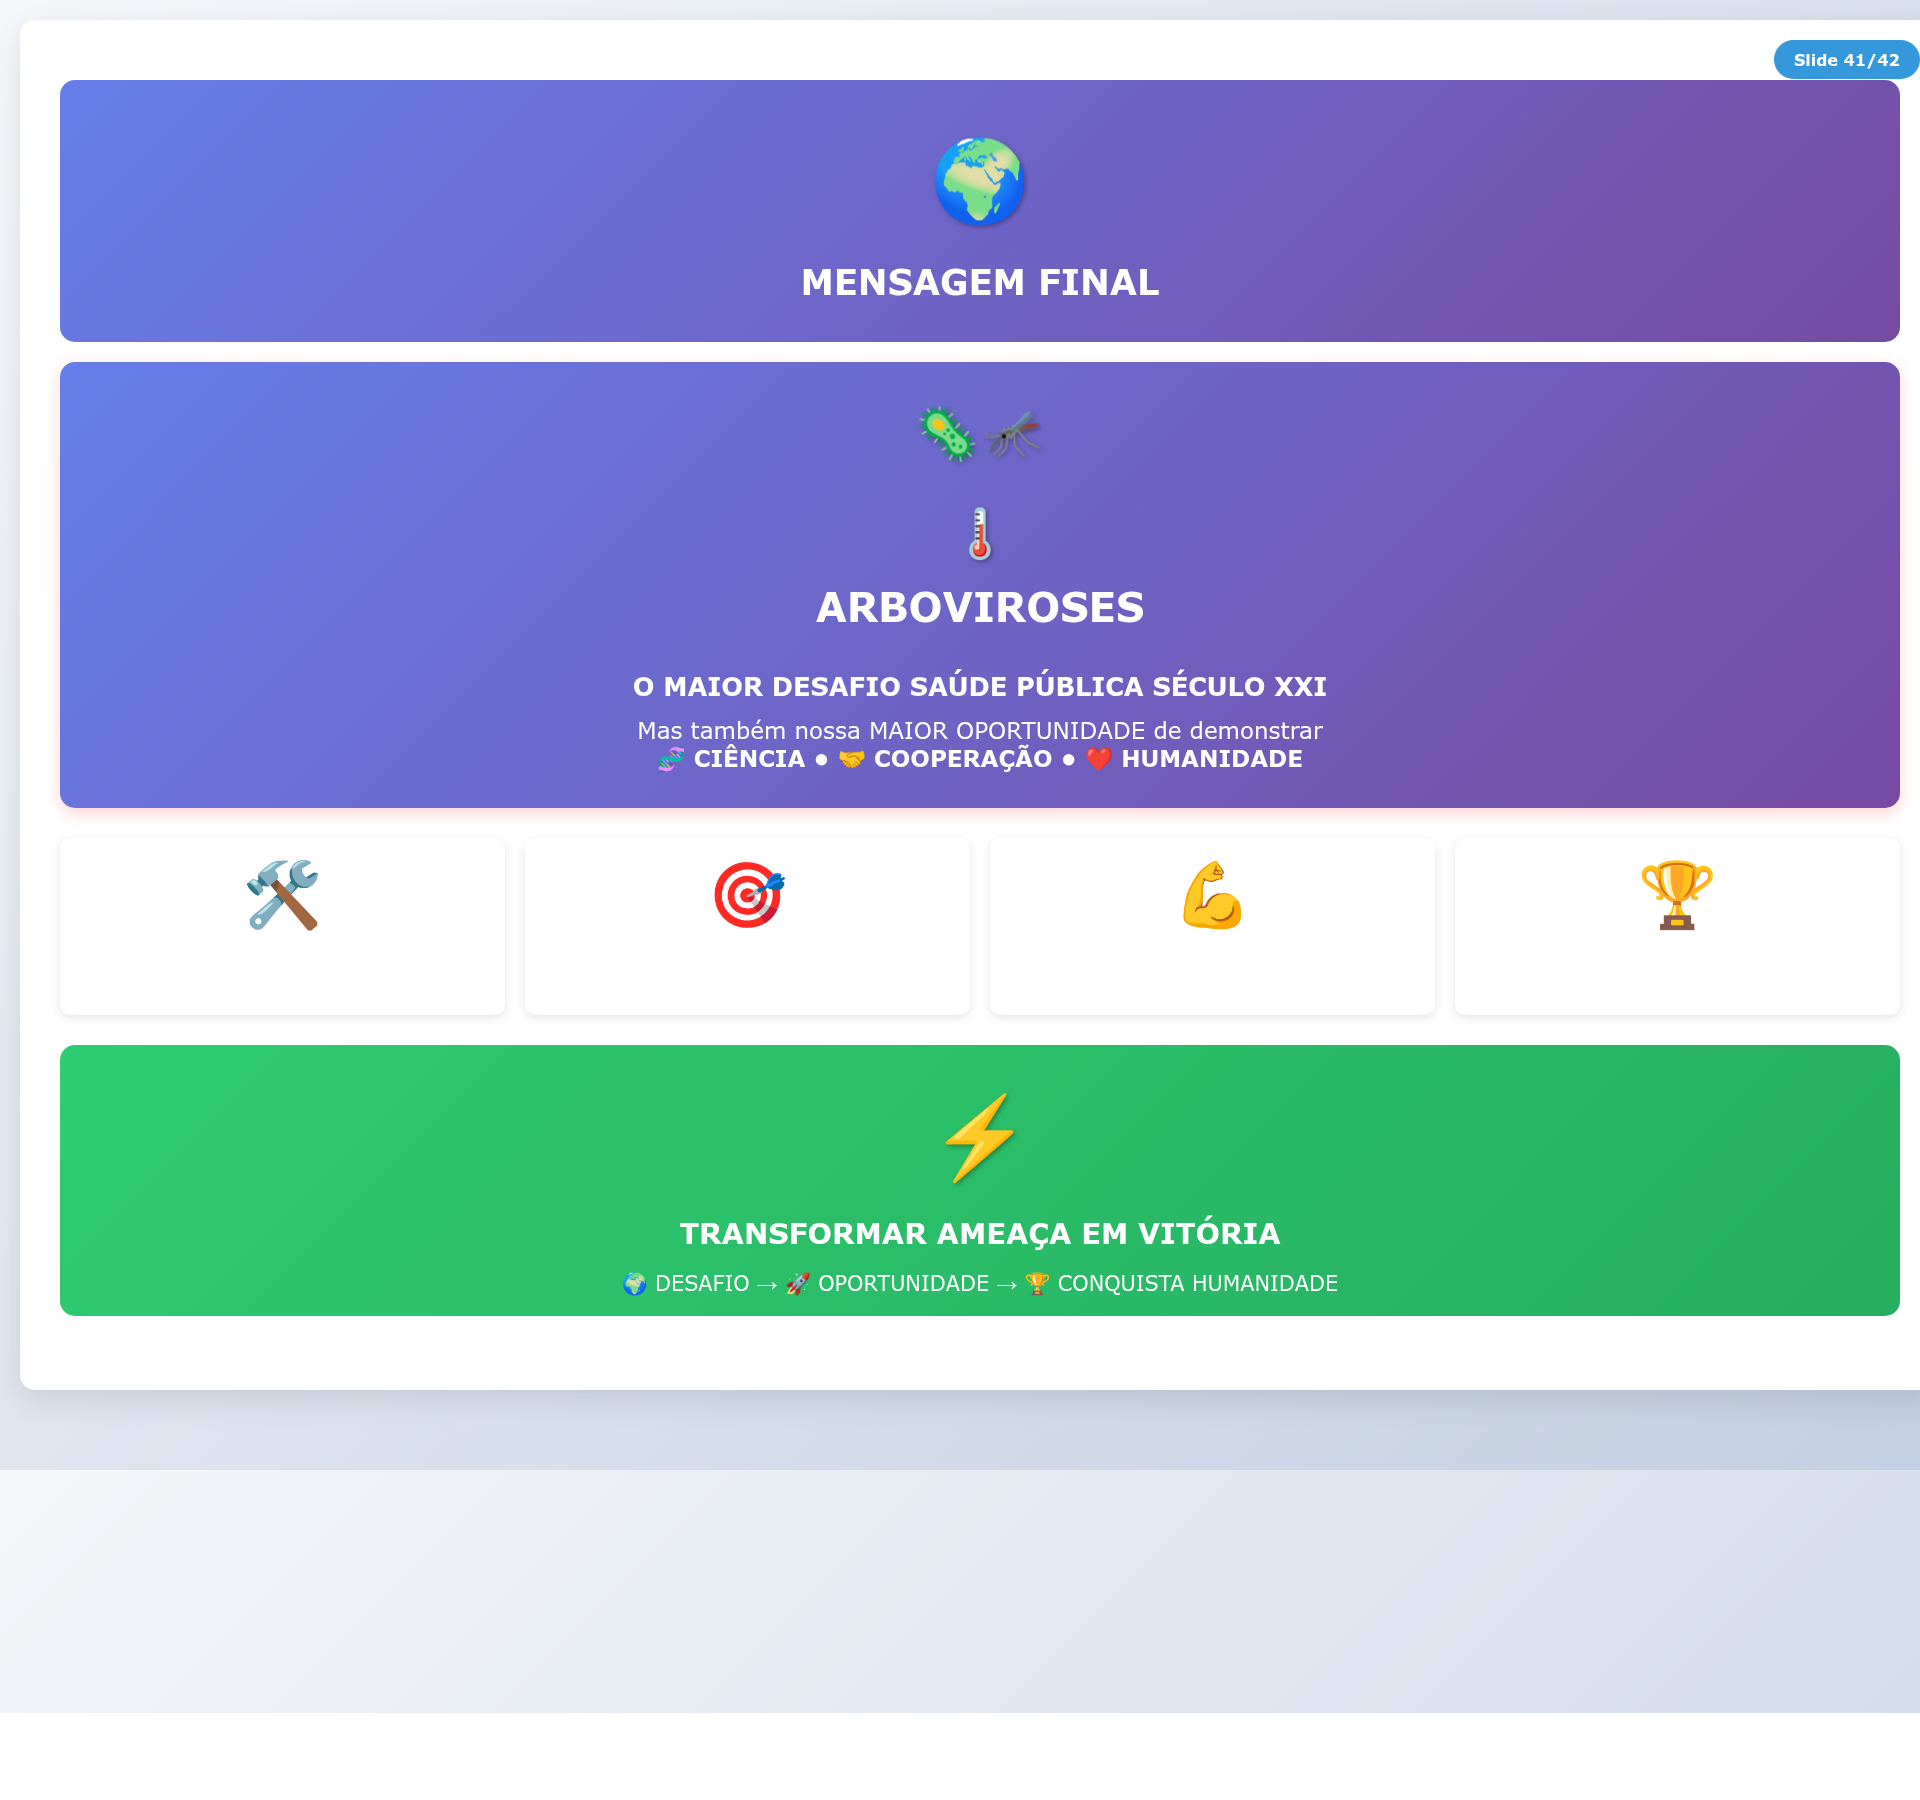 Slide 41/42
MENSAGEM FINAL
ARBOVIROSES
O MAIOR DESAFIO SAÚDE PÚBLICA SÉCULO XXI
Mas também nossa MAIOR OPORTUNIDADE de demonstrar
🧬 CIÊNCIA • 🤝 COOPERAÇÃO • ❤️ HUMANIDADE
TRANSFORMAR AMEAÇA EM VITÓRIA
🌍 DESAFIO → 🚀 OPORTUNIDADE → 🏆 CONQUISTA HUMANIDADE